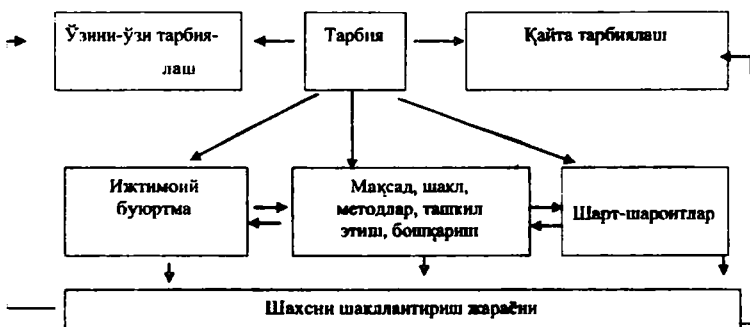 Ўзини-ўзи тарбия-
лаш
Тарбия
Қайта тарбиялаш
Ижтимоий
буюртма
Мақсад, шакл,
методлар, ташкил
этиш, бошқариш
Шарт-шароитлар
Шахсни шакллантириш жараёни